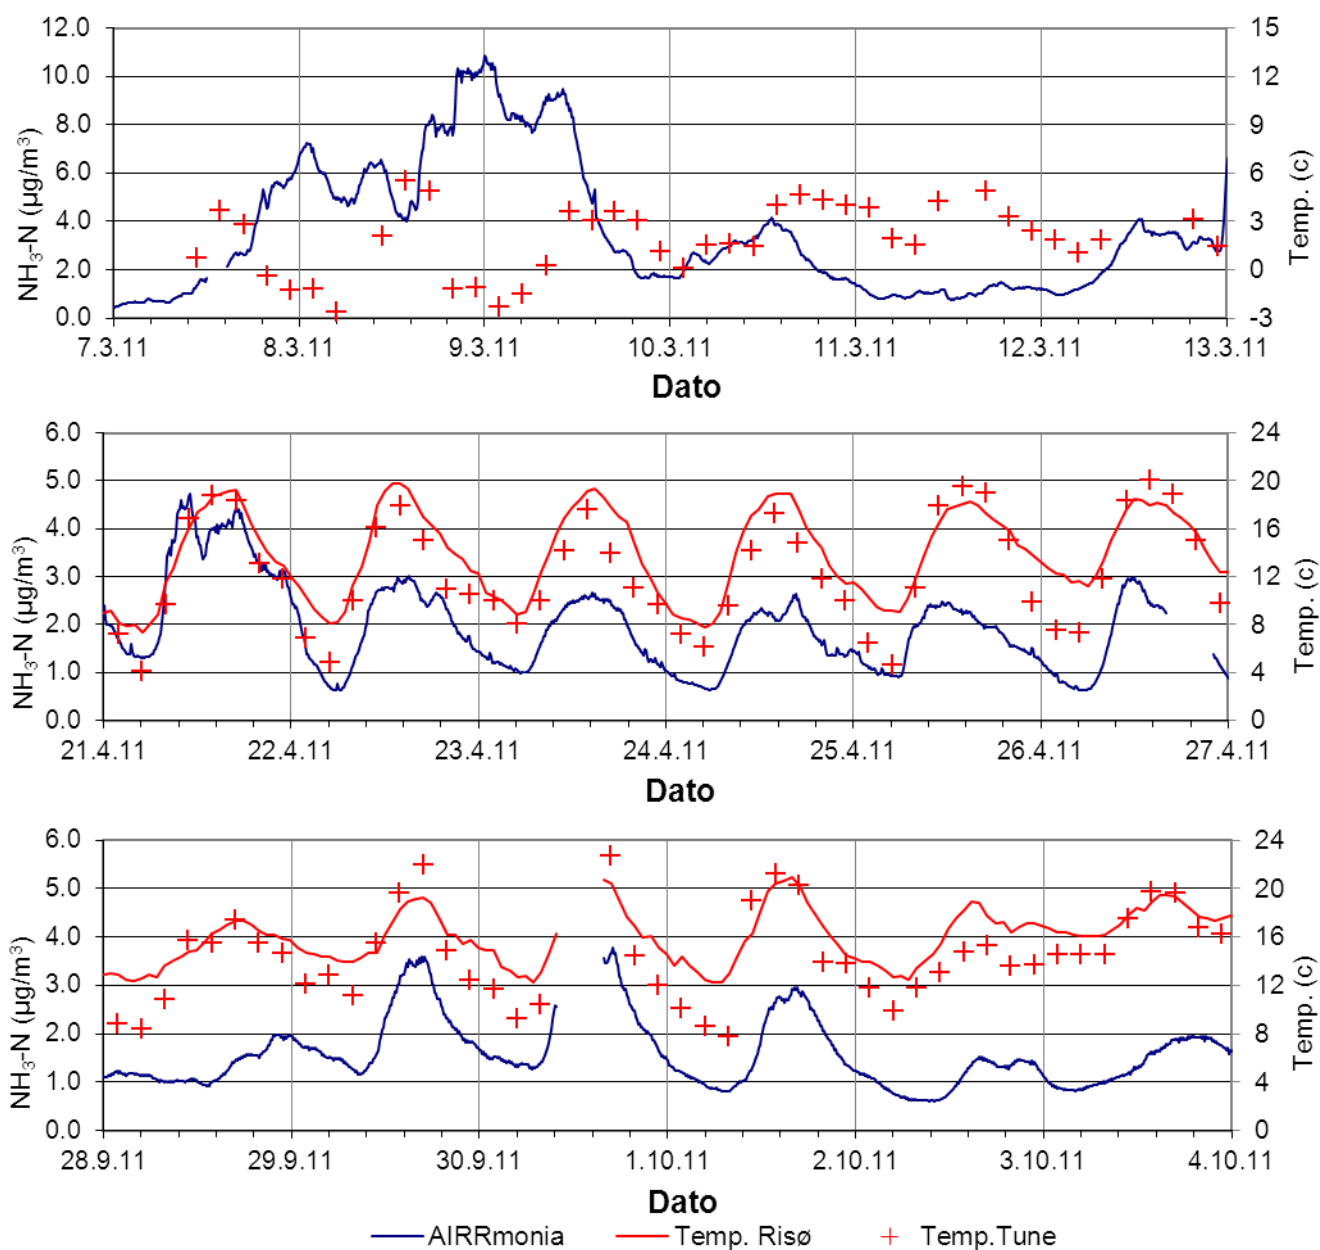 12.0 15
10.0 12
8.0 9
6.0 6
4.0 3
2.0 0
0.0 -3
NH₃-N (µg/m³)
Temp. (c)
7.3.11 8.3.11 9.3.11 10.3.11 11.3.11 12.3.11 13.3.11
Dato
6.0 24
5.0 20
4.0 16
3.0 12
2.0 8
1.0 4
0.0 0
NH₃-N (µg/m³)
Temp. (c)
21.4.11 22.4.11 23.4.11 24.4.11 25.4.11 26.4.11 27.4.11
Dato
6.0 24
5.0 20
4.0 16
3.0 12
2.0 8
1.0 4
0.0 0
NH₃-N (µg/m³)
Temp. (c)
28.9.11 29.9.11 30.9.11 1.10.11 2.10.11 3.10.11 4.10.11
Dato
AIRRmonia Temp. Risø Temp.Tune